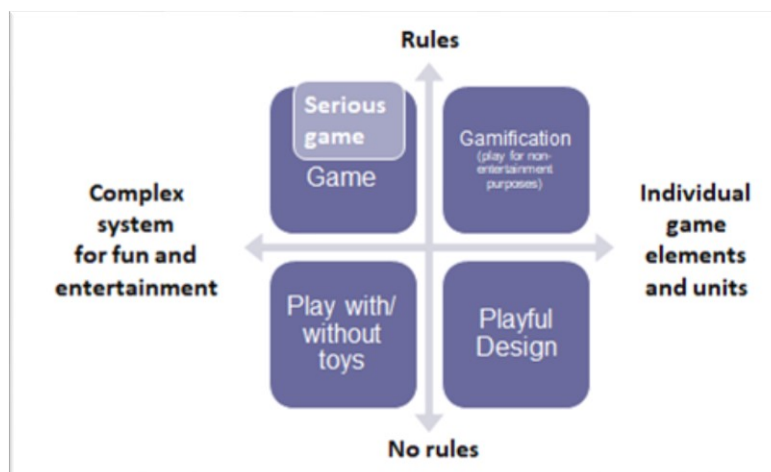 Rules
Serious
game
Game
Gamification
(play for non-
entertainment
purposes)
Complex
system
for fun and
entertainment
Individual
game
elements
and units
Play with/
without
toys
Playful
Design
No rules